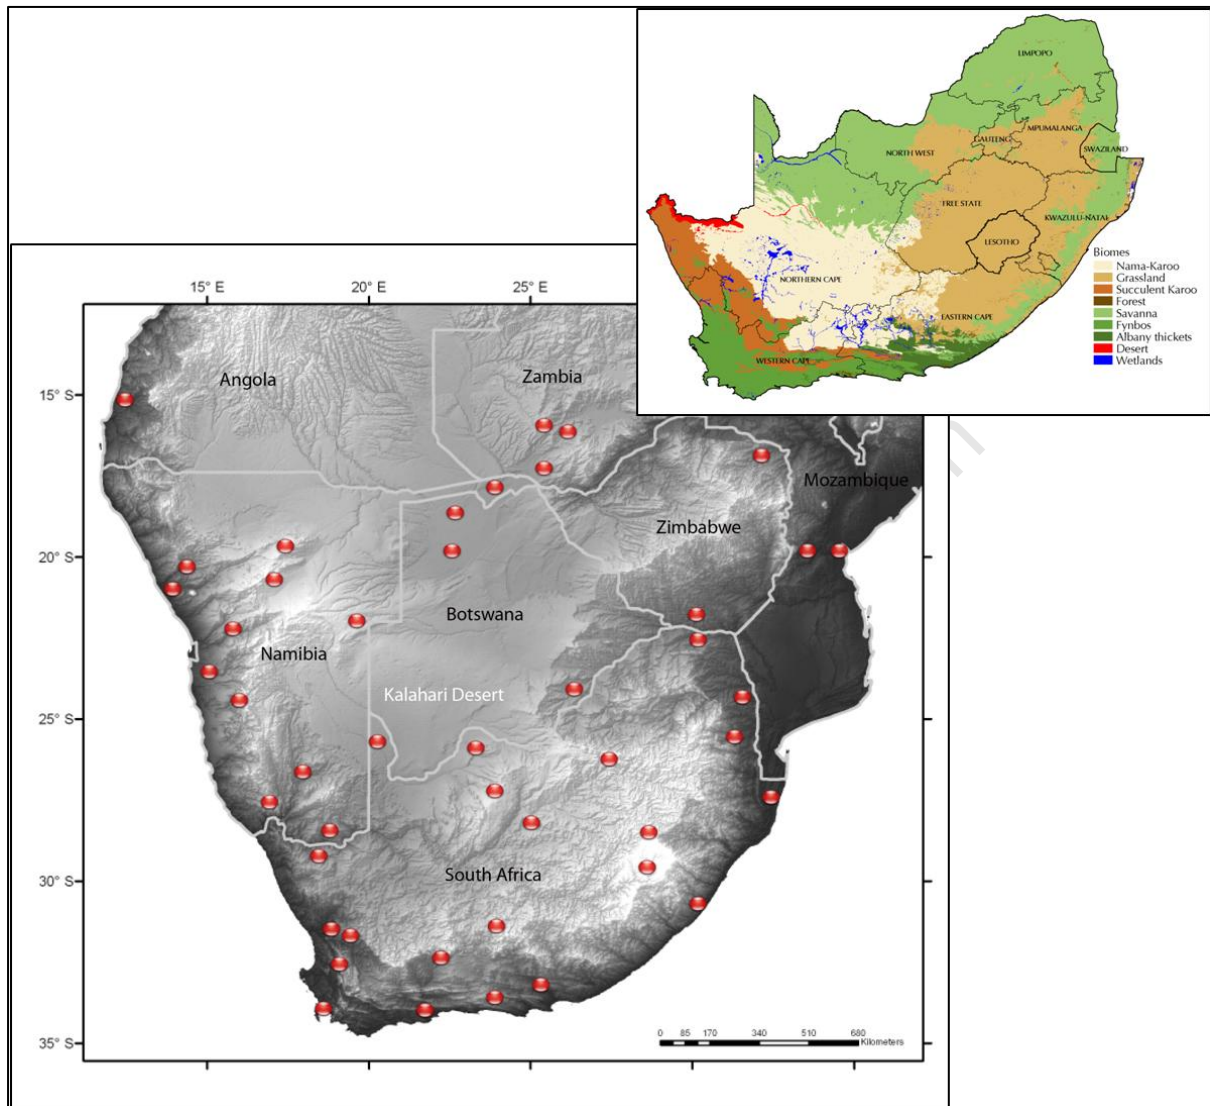 LIMPOPO
MPUMALANGA
GAUTENG
NORTH WEST
SWAZILAND
FREE STATE
KWAZULU-NATAL
LESOTHO
NORTHERN CAPE
EASTERN CAPE
WESTERN CAPE
Biomes
Nama-Karoo
Grassland
Succulent Karoo
Forest
Savanna
Fynbos
Albany thickets
Desert
Wetlands
15° E
20° E
25° E
15° S
20° S
25° S
30° S
35° S
Angola
Zambia
Mozambique
Zimbabwe
Botswana
Namibia
Kalahari Desert
South Africa
0 85 170 340 510 680
Kilometers